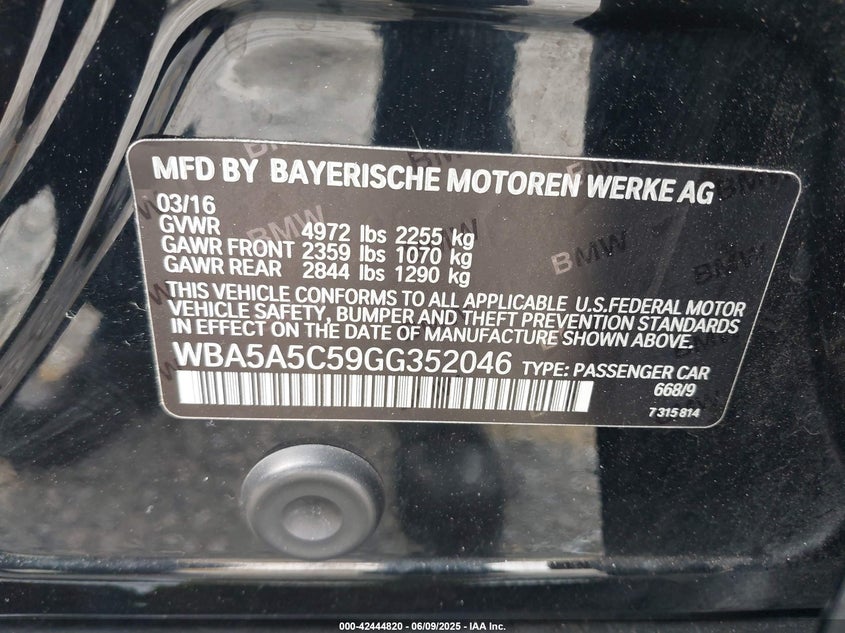 MFD BY BAYERISCHE MOTOREN WERKE AG
03/16
GVWR 4972 lbs 2255 kg
GAWR FRONT 2359 lbs 1070 kg
GAWR REAR 2844 lbs 1290 kg
THIS VEHICLE CONFORMS TO ALL APPLICABLE U.S.FEDERAL MOTOR
VEHICLE SAFETY, BUMPER AND THEFT PREVENTION STANDARDS
IN EFFECT ON THE DATE OF MANUFACTURE SHOWN ABOVE.
WBA5A5C59GG352046 TYPE: PASSENGER CAR
668/9
7 315 814
000-42444820 | 06/09/2025 - IAA Inc.